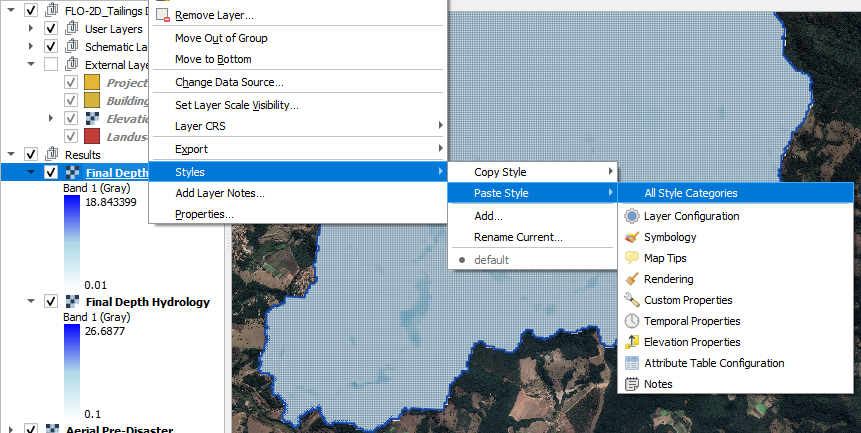 FLO-2D_Tailings D
User Layers
Schematic La
External Laye
Project
Building
Elevatio
Landus
Results
Final Depth
Band 1 (Gray)
18.843399
0.01
Final Depth Hydrology
Band 1 (Gray)
26.6877
0.1
Aerial Pre-Disaster
Remove Layer...
Move Out of Group
Move to Bottom
Change Data Source...
Set Layer Scale Visibility...
Layer CRS
Export
Styles
Add Layer Notes...
Properties...
Copy Style
Paste Style
Add...
Rename Current...
default
All Style Categories
Layer Configuration
Symbology
Map Tips
Rendering
Custom Properties
Temporal Properties
Elevation Properties
Attribute Table Configuration
Notes